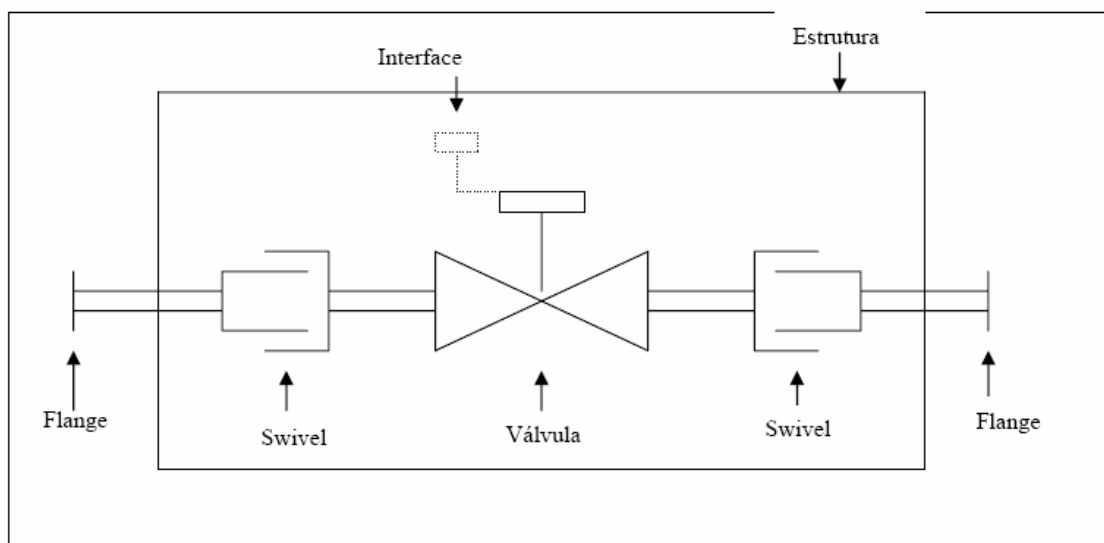 Estrutura
Interface
Flange
Swivel
Válvula
Swivel
Flange